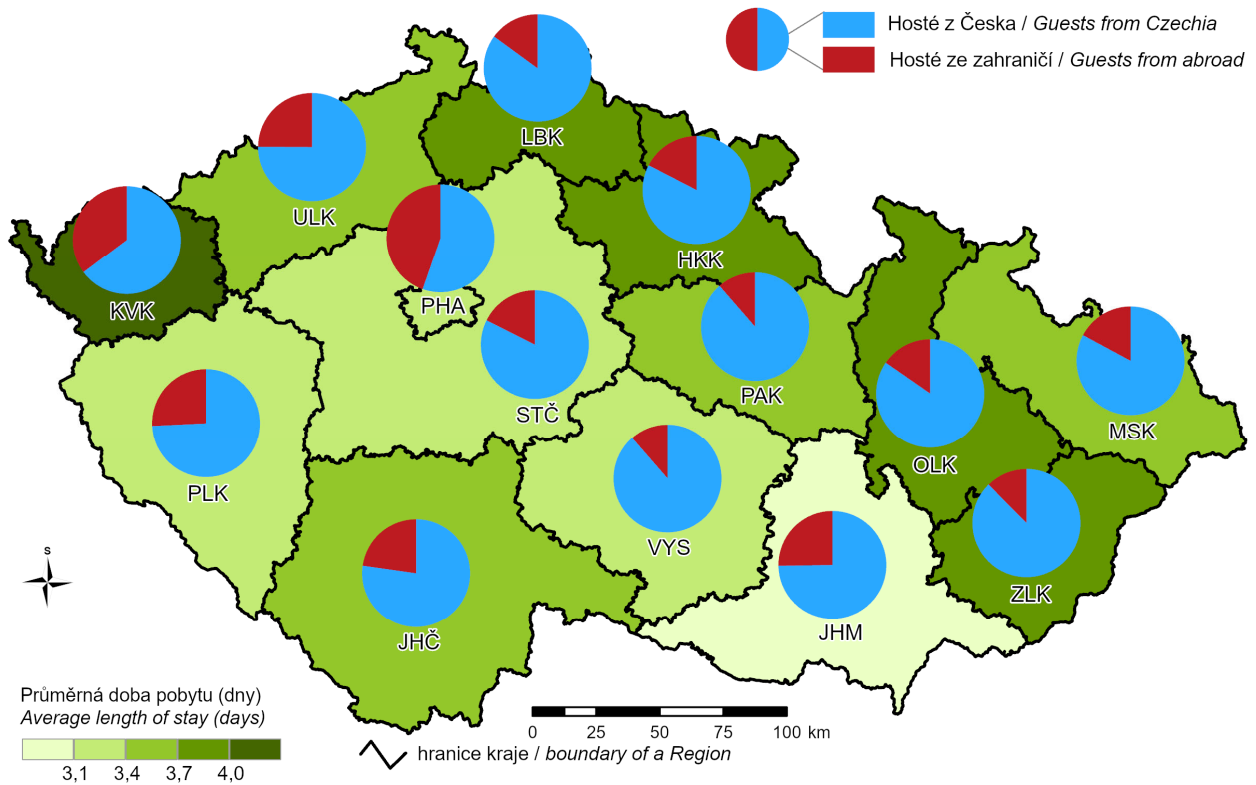 Hosté z Česka / Guests from Czechia
Hosté ze zahraničí / Guests from abroad
LBK
ULK
HKK
KVK
PHA
PAK
STČ
MSK
OLK
PLK
VYS
ZLK
JHM
JHČ
s
Průměrná doba pobytu (dny)
Average length of stay (days)
3,1 3,4 3,7 4,0
0 25 50 75 100 km
hranice kraje / boundary of a Region